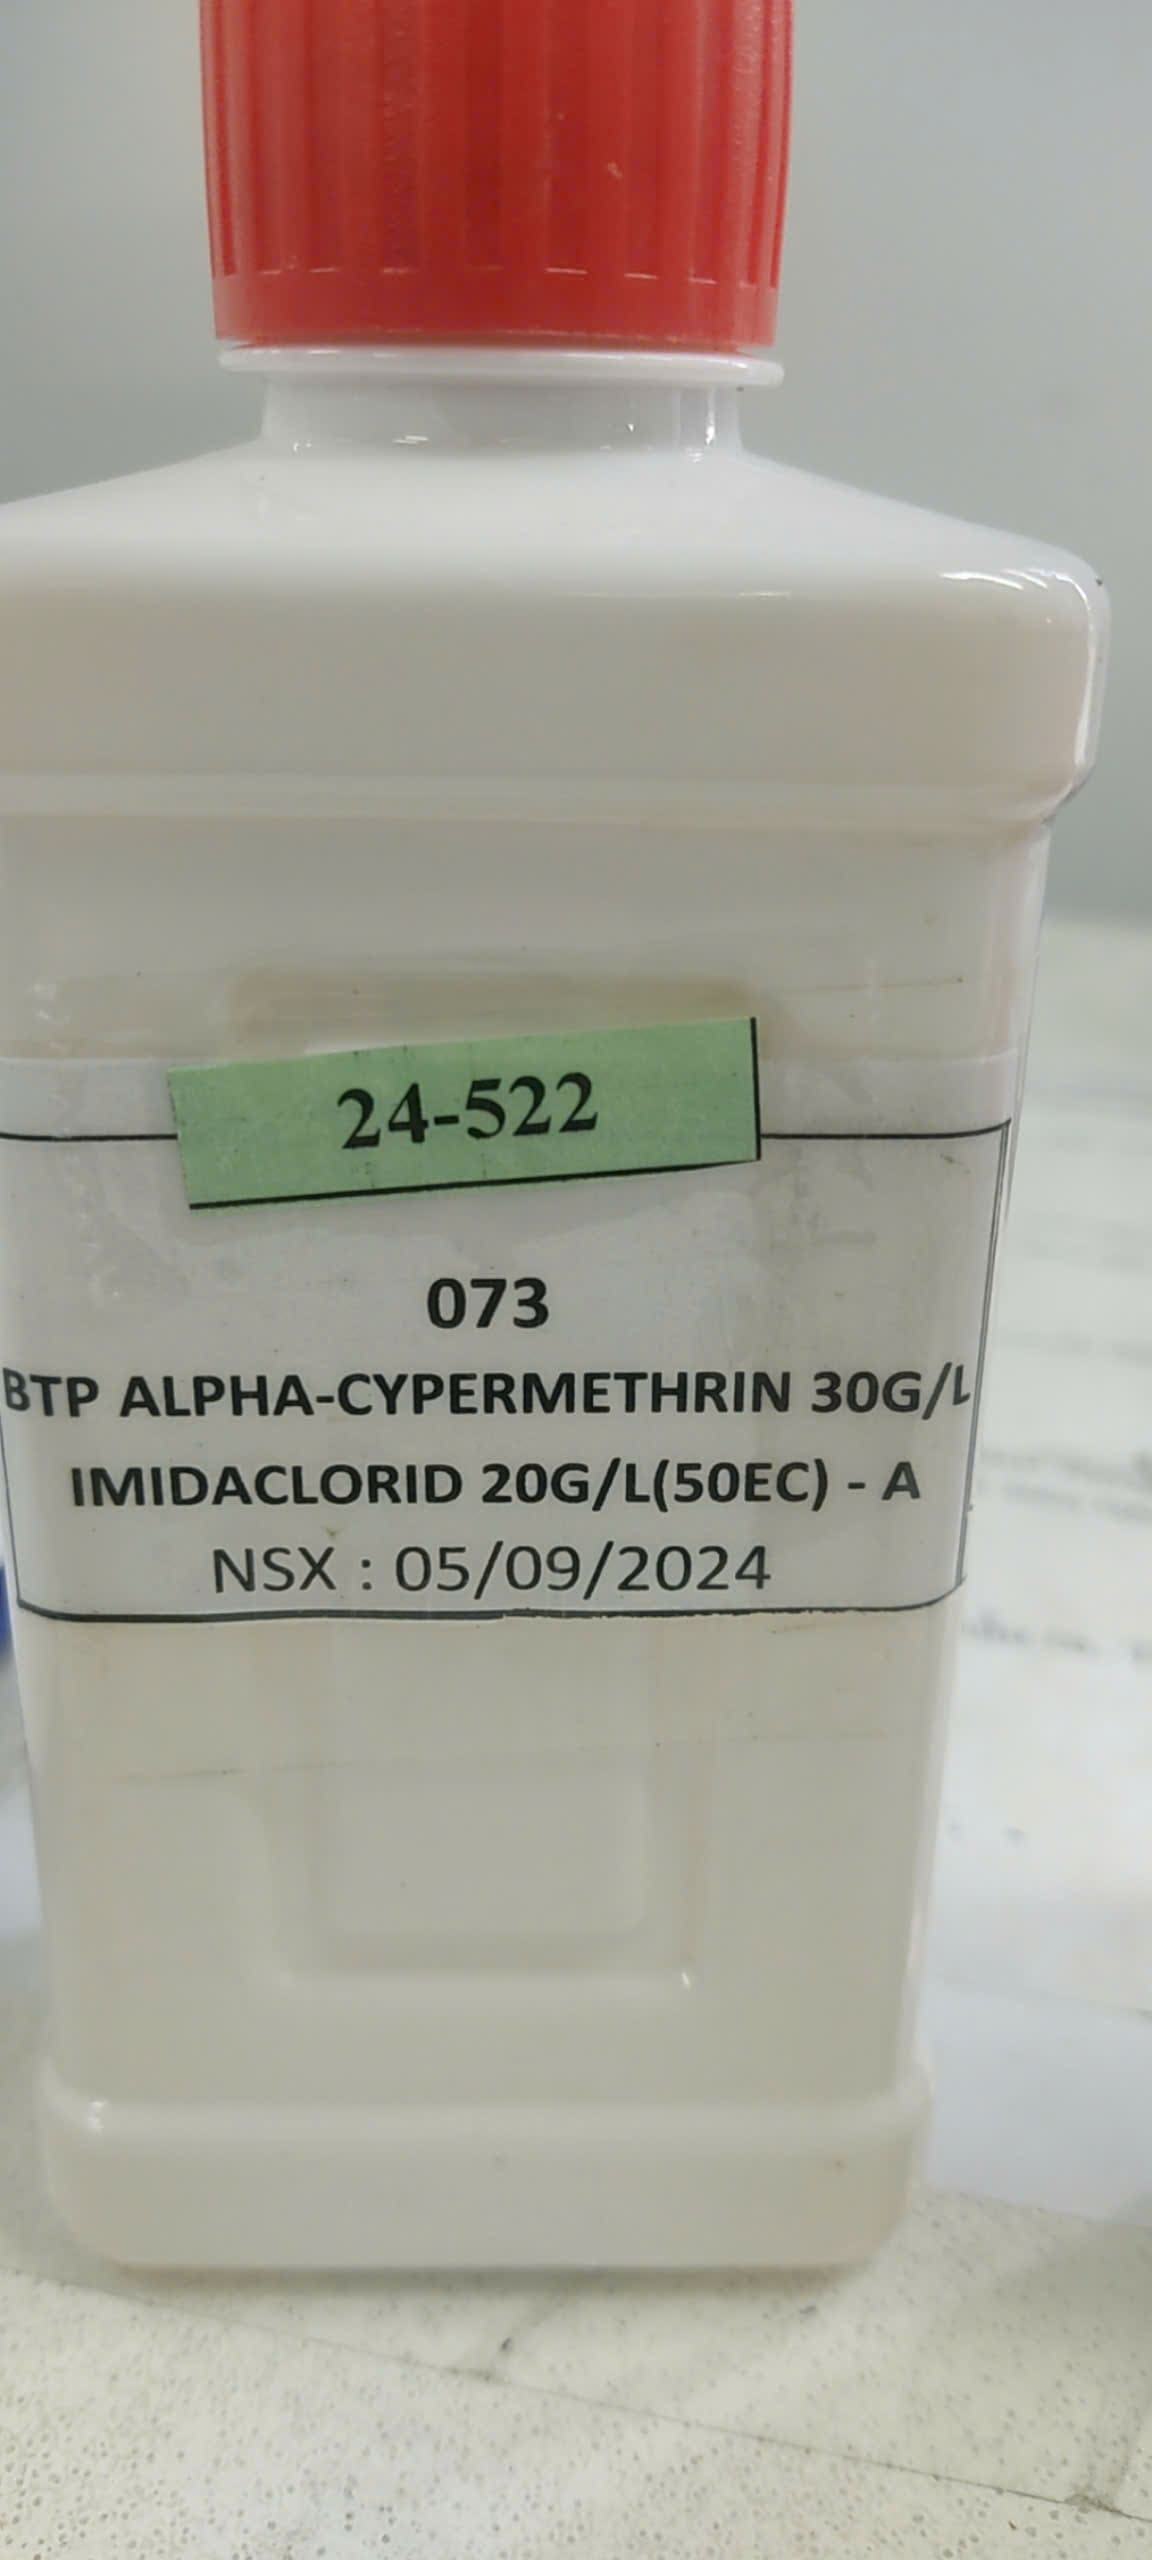 24-522
073
BTP ALPHA-CYPERMETHRIN 30G/L
IMIDACLORID 20G/L(50EC) - A
NSX : 05/09/2024